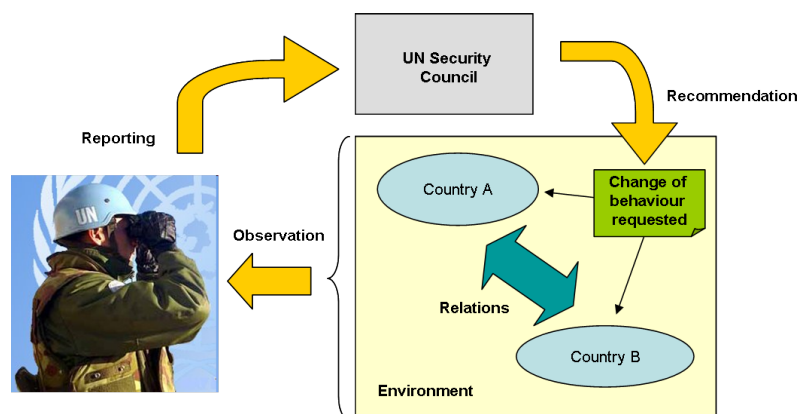 UN Security
Council
Recommendation
Reporting
Country A
Change of
behaviour
requested
UN
Observation
Relations
Country B
Environment